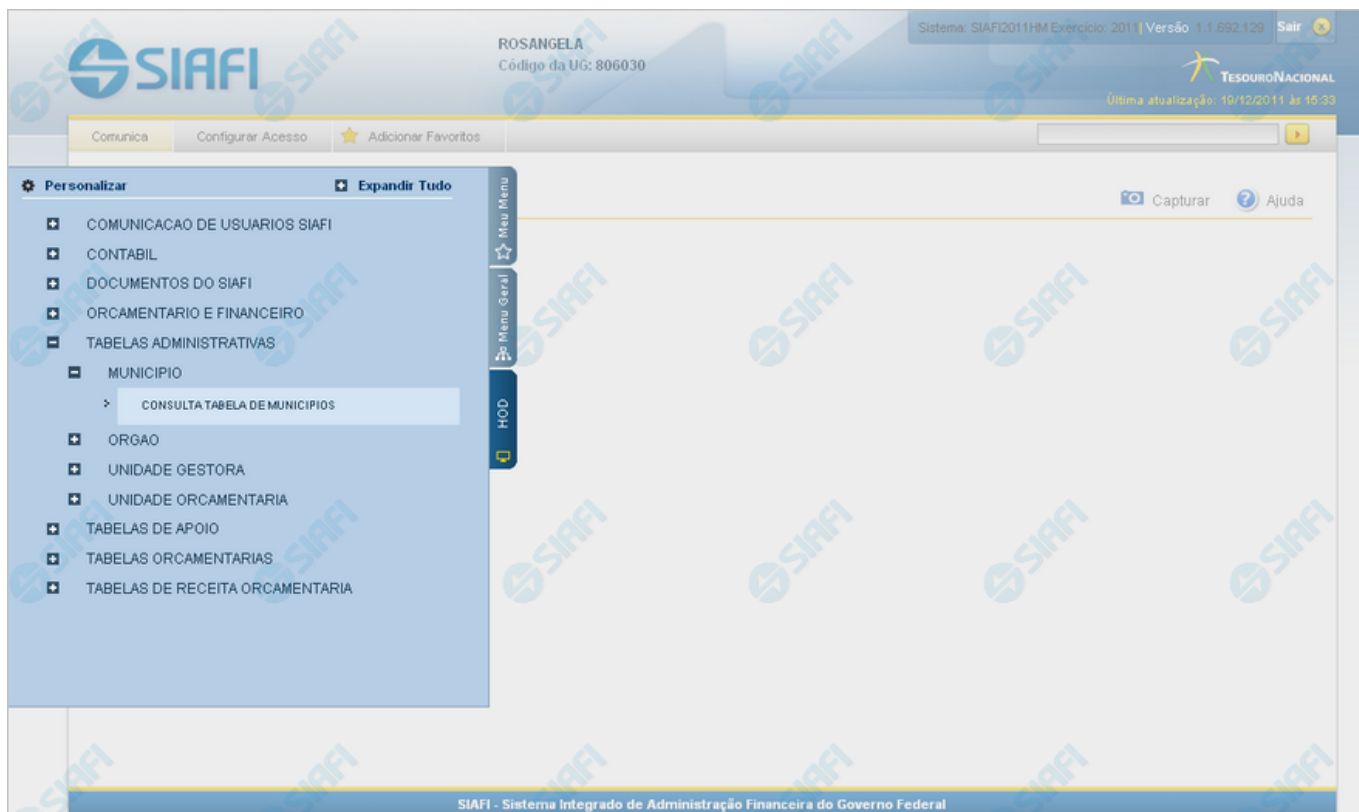 SIAFI
ROSANGELA
Código da UG: 806030
Sistema: SIAFI2011HM Exercício: 2011| Versão 1.1.692.129 Sair
TESOURONACIONAL
Última atualização: 19/12/2011 às 15:33
Comunica Configurar Acesso Adicionar Favoritos
Personalizar Expandir Tudo
Capturar Ajuda
COMUNICACAO DE USUARIOS SIAFI
CONTABIL
DOCUMENTOS DO SIAFI
ORCAMENTARIO E FINANCEIRO
TABELAS ADMINISTRATIVAS
MUNICIPIO
CONSULTA TABELA DE MUNICIPIOS
ORGAO
UNIDADE GESTORA
UNIDADE ORCAMENTARIA
TABELAS DE APOIO
TABELAS ORCAMENTARIAS
TABELAS DE RECEITA ORCAMENTARIA
Meu Menu
Menu Geral
HOD
SIAFI - Sistema Integrado de Administração Financeira do Governo Federal